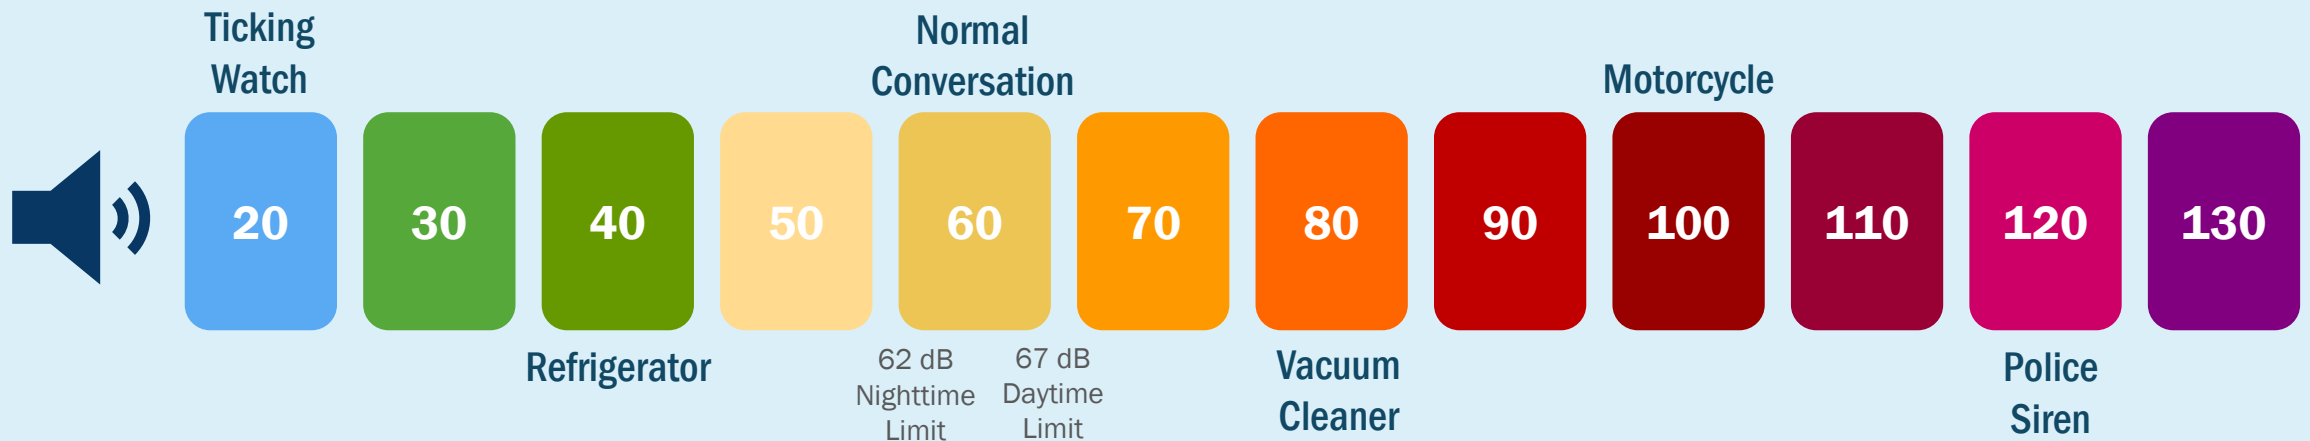 Ticking
Watch
Normal
Conversation
Motorcycle
20
30
40
50
60
70
80
90
100
110
120
130
Refrigerator
62 dB
Nighttime
Limit
67 dB
Daytime
Limit
Vacuum
Cleaner
Police
Siren